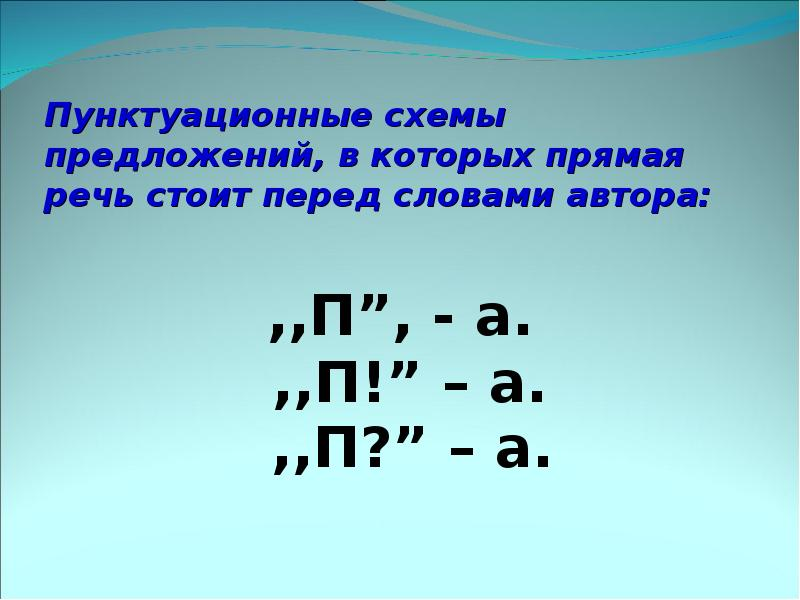 Пунктуационные схемы
предложений, в которых прямая
речь стоит перед словами автора:
,,П”, - а.
,,П!” – а.
,,П?” – а.